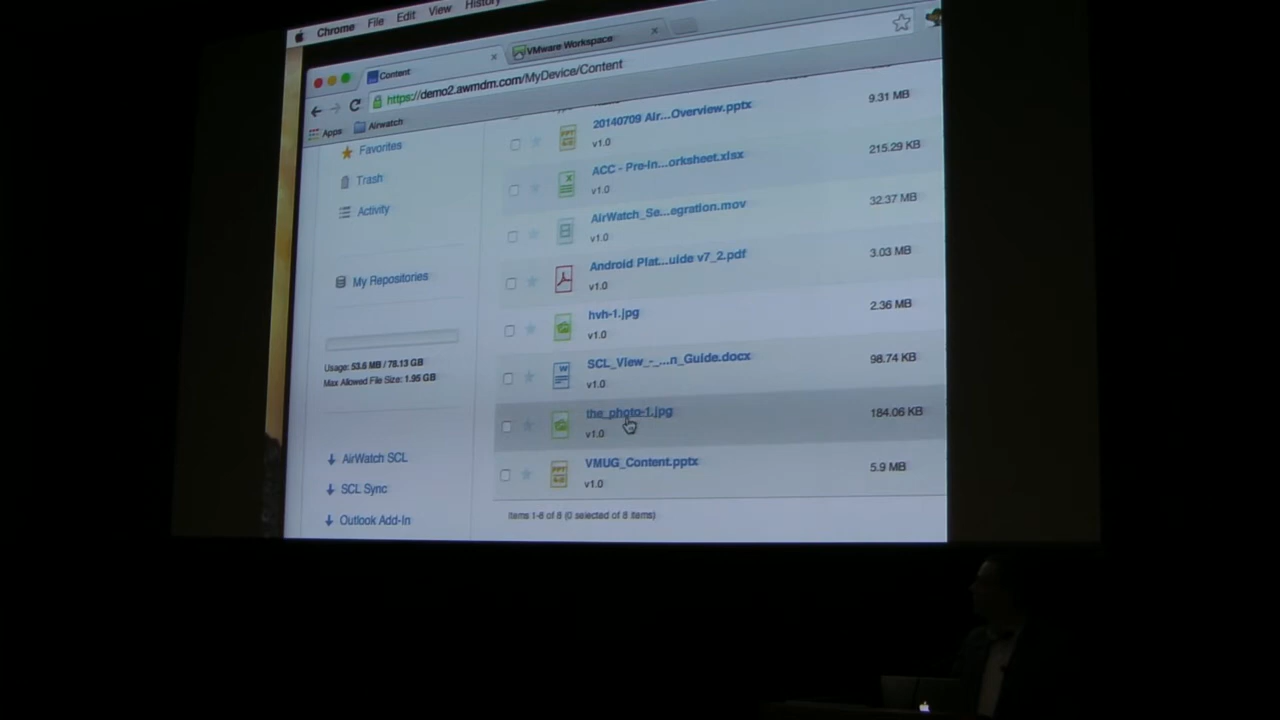 Chrome File Edit View History
Content
VMware Workspace
https://demo2.awmdm.com/MyDevice/Content
Apps
Airwatch
Favorites
Trash
Activity
My Repositories
Usage: 53.6 MB / 78.13 GB
Max Allowed File Size: 1.95 GB
AirWatch SCL
SCL Sync
Outlook Add-In
20140709 Air...Overview.pptx
v1.0
9.31 MB
ACC - Pre-In...orksheet.xlsx
v1.0
215.29 KB
AirWatch_Se...egration.mov
v1.0
32.37 MB
Android Plat...uide v7_2.pdf
v1.0
3.03 MB
hvh-1.jpg
v1.0
2.36 MB
SCL_View_-_...n_Guide.docx
v1.0
98.74 KB
the_photo-1.jpg
v1.0
184.06 KB
VMUG_Content.pptx
v1.0
5.9 MB
Items 1-8 of 8 (0 selected of 8 items)